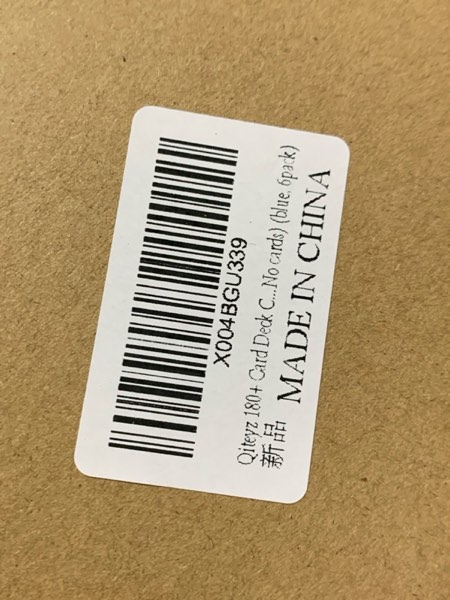 X004BGU339
Qiteyz 180+ Card Deck C...No cards) (blue, 6pack)
新品 MADE IN CHINA